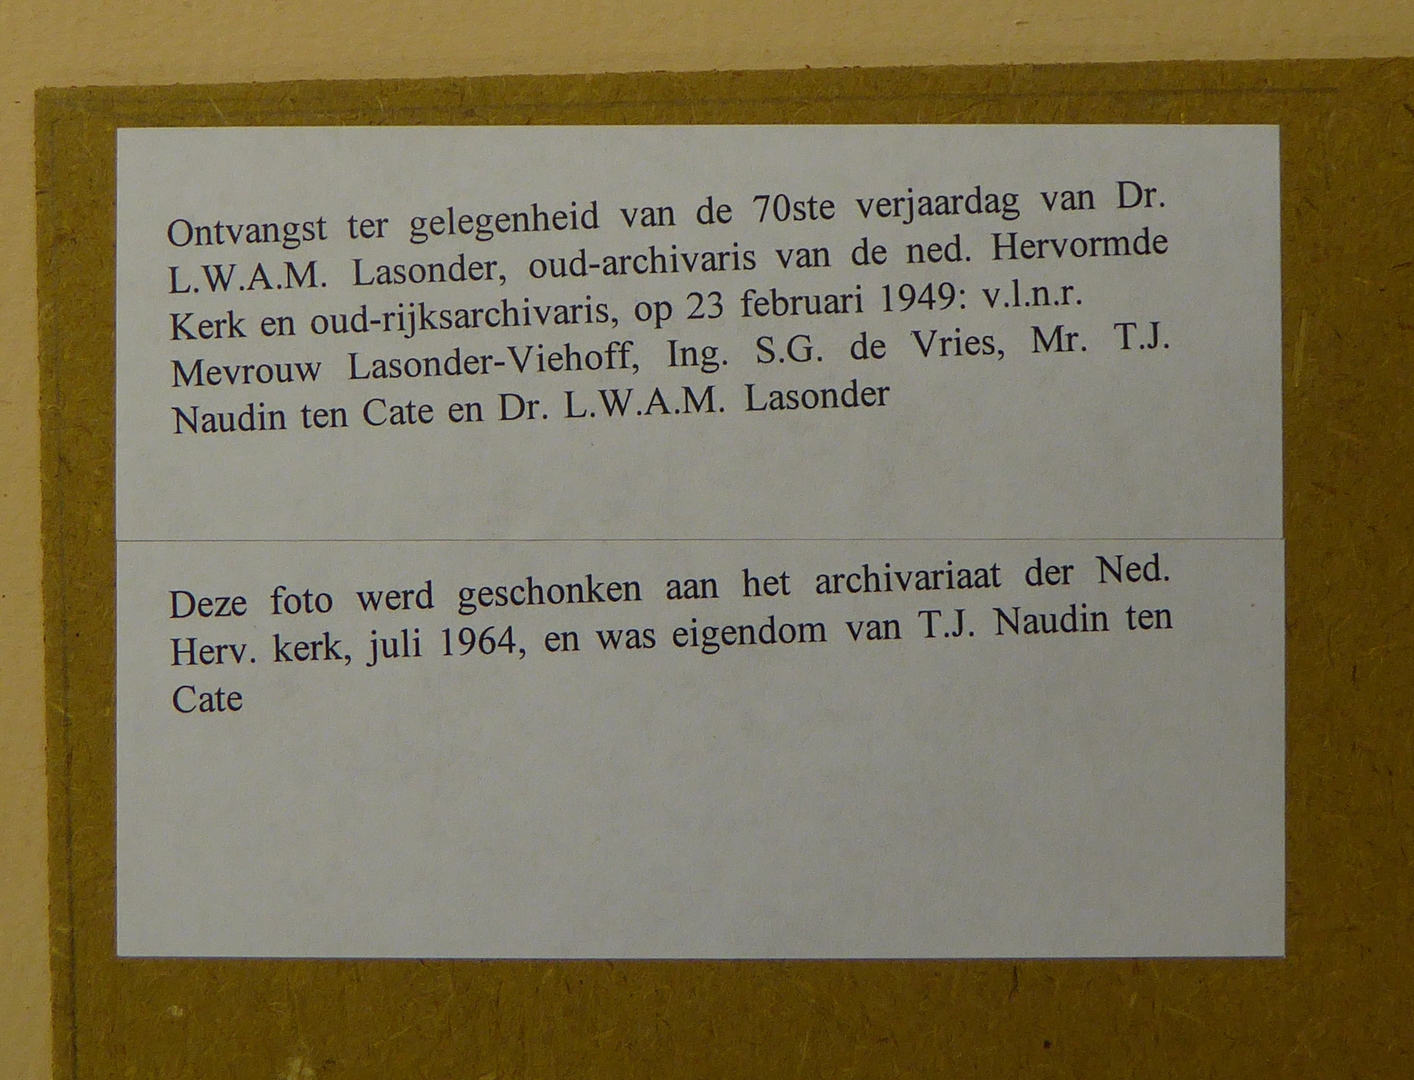 Ontvangst ter gelegenheid van de 70ste verjaardag van Dr.
L.W.A.M. Lasonder, oud-archivaris van de ned. Hervormde
Kerk en oud-rijksarchivaris, op 23 februari 1949: v.l.n.r.
Mevrouw Lasonder-Viehoff, Ing. S.G. de Vries, Mr. T.J.
Naudin ten Cate en Dr. L.W.A.M. Lasonder
Deze foto werd geschonken aan het archivariaat der Ned.
Herv. kerk, juli 1964, en was eigendom van T.J. Naudin ten
Cate